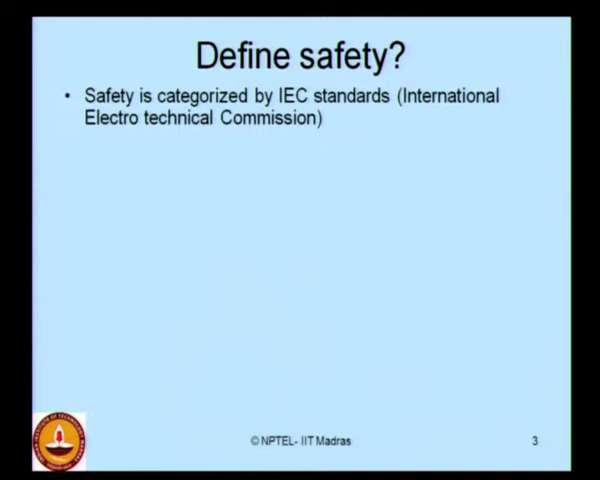 Define safety?
• Safety is categorized by IEC standards (International
Electro technical Commission)
© NPTEL- IIT Madras
3